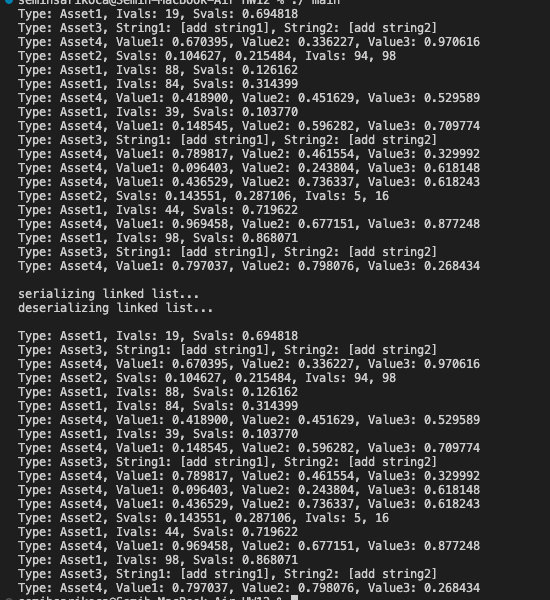 semihsarikoca@Semih-MacBook-Air HW12 % ./ main
Type: Asset1, Ivals: 19, Svals: 0.694818
Type: Asset3, String1: [add string1], String2: [add string2]
Type: Asset4, Value1: 0.670395, Value2: 0.336227, Value3: 0.970616
Type: Asset2, Svals: 0.104627, 0.215484, Ivals: 94, 98
Type: Asset1, Ivals: 88, Svals: 0.126162
Type: Asset1, Ivals: 84, Svals: 0.314399
Type: Asset4, Value1: 0.418900, Value2: 0.451629, Value3: 0.529589
Type: Asset1, Ivals: 39, Svals: 0.103770
Type: Asset4, Value1: 0.148545, Value2: 0.596282, Value3: 0.709774
Type: Asset3, String1: [add string1], String2: [add string2]
Type: Asset4, Value1: 0.789817, Value2: 0.461554, Value3: 0.329992
Type: Asset4, Value1: 0.096403, Value2: 0.243804, Value3: 0.618148
Type: Asset4, Value1: 0.436529, Value2: 0.736337, Value3: 0.618243
Type: Asset2, Svals: 0.143551, 0.287106, Ivals: 5, 16
Type: Asset1, Ivals: 44, Svals: 0.719622
Type: Asset4, Value1: 0.969458, Value2: 0.677151, Value3: 0.877248
Type: Asset1, Ivals: 98, Svals: 0.868071
Type: Asset3, String1: [add string1], String2: [add string2]
Type: Asset4, Value1: 0.797037, Value2: 0.798076, Value3: 0.268434
serializing linked list...
deserializing linked list...
Type: Asset1, Ivals: 19, Svals: 0.694818
Type: Asset3, String1: [add string1], String2: [add string2]
Type: Asset4, Value1: 0.670395, Value2: 0.336227, Value3: 0.970616
Type: Asset2, Svals: 0.104627, 0.215484, Ivals: 94, 98
Type: Asset1, Ivals: 88, Svals: 0.126162
Type: Asset1, Ivals: 84, Svals: 0.314399
Type: Asset4, Value1: 0.418900, Value2: 0.451629, Value3: 0.529589
Type: Asset1, Ivals: 39, Svals: 0.103770
Type: Asset4, Value1: 0.148545, Value2: 0.596282, Value3: 0.709774
Type: Asset3, String1: [add string1], String2: [add string2]
Type: Asset4, Value1: 0.789817, Value2: 0.461554, Value3: 0.329992
Type: Asset4, Value1: 0.096403, Value2: 0.243804, Value3: 0.618148
Type: Asset4, Value1: 0.436529, Value2: 0.736337, Value3: 0.618243
Type: Asset2, Svals: 0.143551, 0.287106, Ivals: 5, 16
Type: Asset1, Ivals: 44, Svals: 0.719622
Type: Asset4, Value1: 0.969458, Value2: 0.677151, Value3: 0.877248
Type: Asset1, Ivals: 98, Svals: 0.868071
Type: Asset3, String1: [add string1], String2: [add string2]
Type: Asset4, Value1: 0.797037, Value2: 0.798076, Value3: 0.268434
semihsarikoca@Semih-MacBook-Air HW12 %